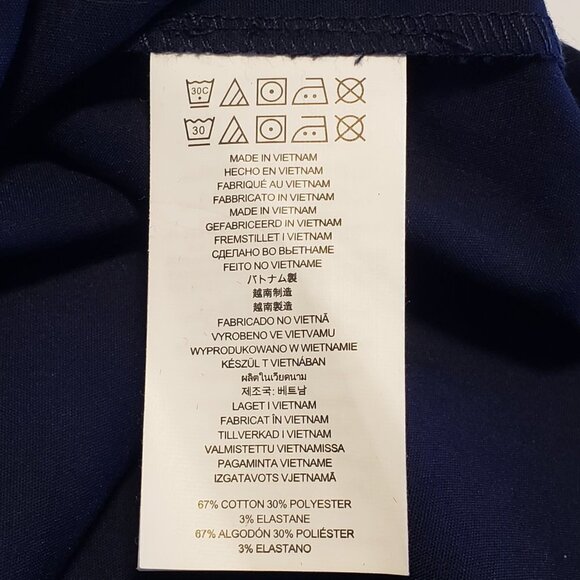 30C
30
MADE IN VIETNAM
HECHO EN VIETNAM
FABRIQUÉ AU VIETNAM
FABBRICATO IN VIETNAM
MADE IN VIETNAM
GEFABRICEERD IN VIETNAM
FREMSTILLET I VIETNAM
СДЕЛАНО ВО ВЬЕТНАМЕ
FEITO NO VIETNAME
バトナム製
越南制造
越南製造
FABRICADO NO VIETNÃ
VYROBENO VE VIETVAMU
WYPRODUKOWANO W WIETNAMIE
KÉSZÜLT VIETNÁBAN
ผลิตในเวียดนาม
제조국: 베트남
LAGET I VIETNAM
FABRICAT ÎN VIETNAM
TILLVERKAD I VIETNAM
VALMISTETTU VIETNAMISSA
PAGAMINTA VIETNAME
IZGATAVOTS VJETNAMĀ
67% COTTON 30% POLYESTER
3% ELASTANE
67% ALGODÓN 30% POLIÉSTER
3% ELASTANO